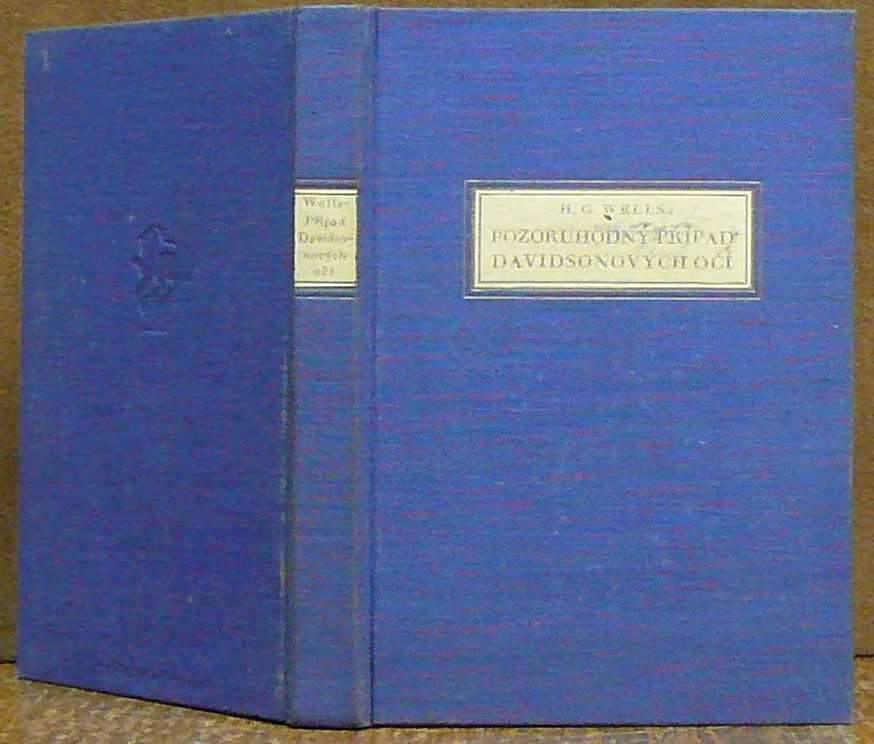 Wells-
Případ
Davidso-
nových
očí
H. G. WELLS:
POZORUHODNÝ PŘÍPAD
DAVIDSONOVÝCH OČÍ